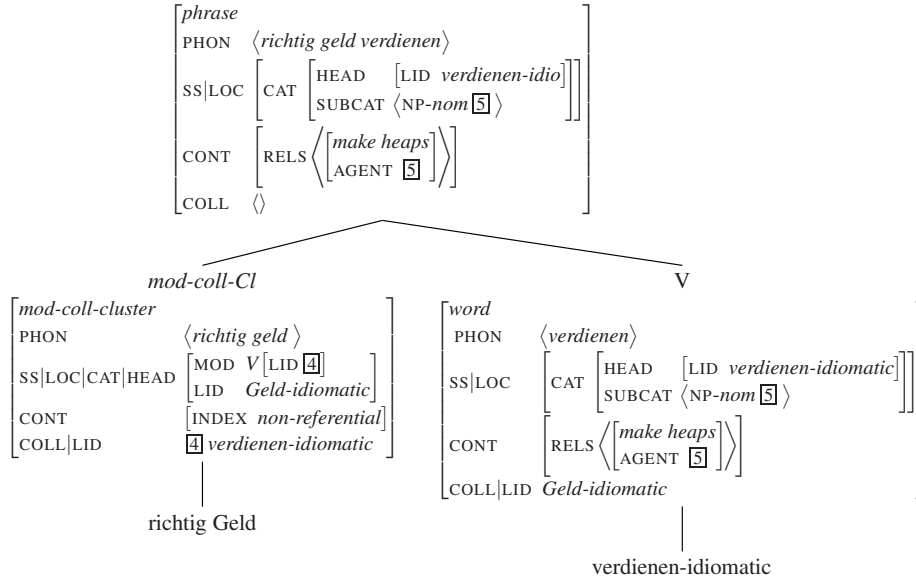 phrase
PHON ⟨richtig geld verdienen⟩
SS|LOC [CAT [HEAD [LID verdienen-idio]
SUBCAT ⟨NP-nom 5 ⟩]]
CONT [RELS ⟨[make heaps
AGENT 5]⟩]
COLL ⟨⟩
mod-coll-Cl V
mod-coll-cluster
PHON ⟨richtig geld ⟩
SS|LOC|CAT|HEAD [MOD V[LID 4]
LID Geld-idiomatic]
CONT [INDEX non-referential]
COLL|LID 4 verdienen-idiomatic
richtig Geld
word
PHON ⟨verdienen⟩
SS|LOC [CAT [HEAD [LID verdienen-idiomatic]
SUBCAT ⟨NP-nom 5 ⟩]]
CONT [RELS ⟨[make heaps
AGENT 5]⟩]
COLL|LID Geld-idiomatic
verdienen-idiomatic